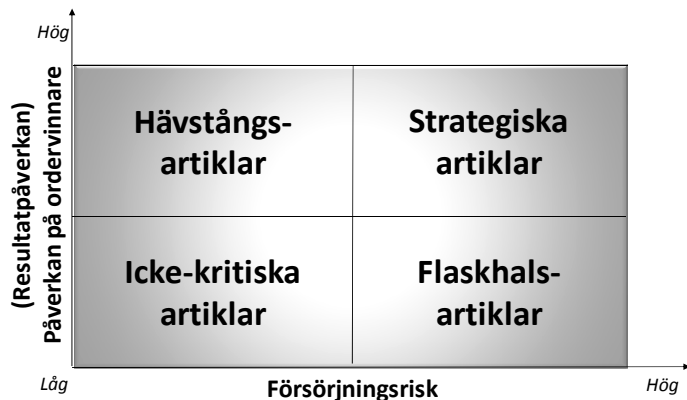 Hög
(Resultatpåverkan)
Påverkan på ordervinnare
Hävstångs-
artiklar
Strategiska
artiklar
Icke-kritiska
artiklar
Flaskhals-
artiklar
Låg
Försörjningsrisk
Hög